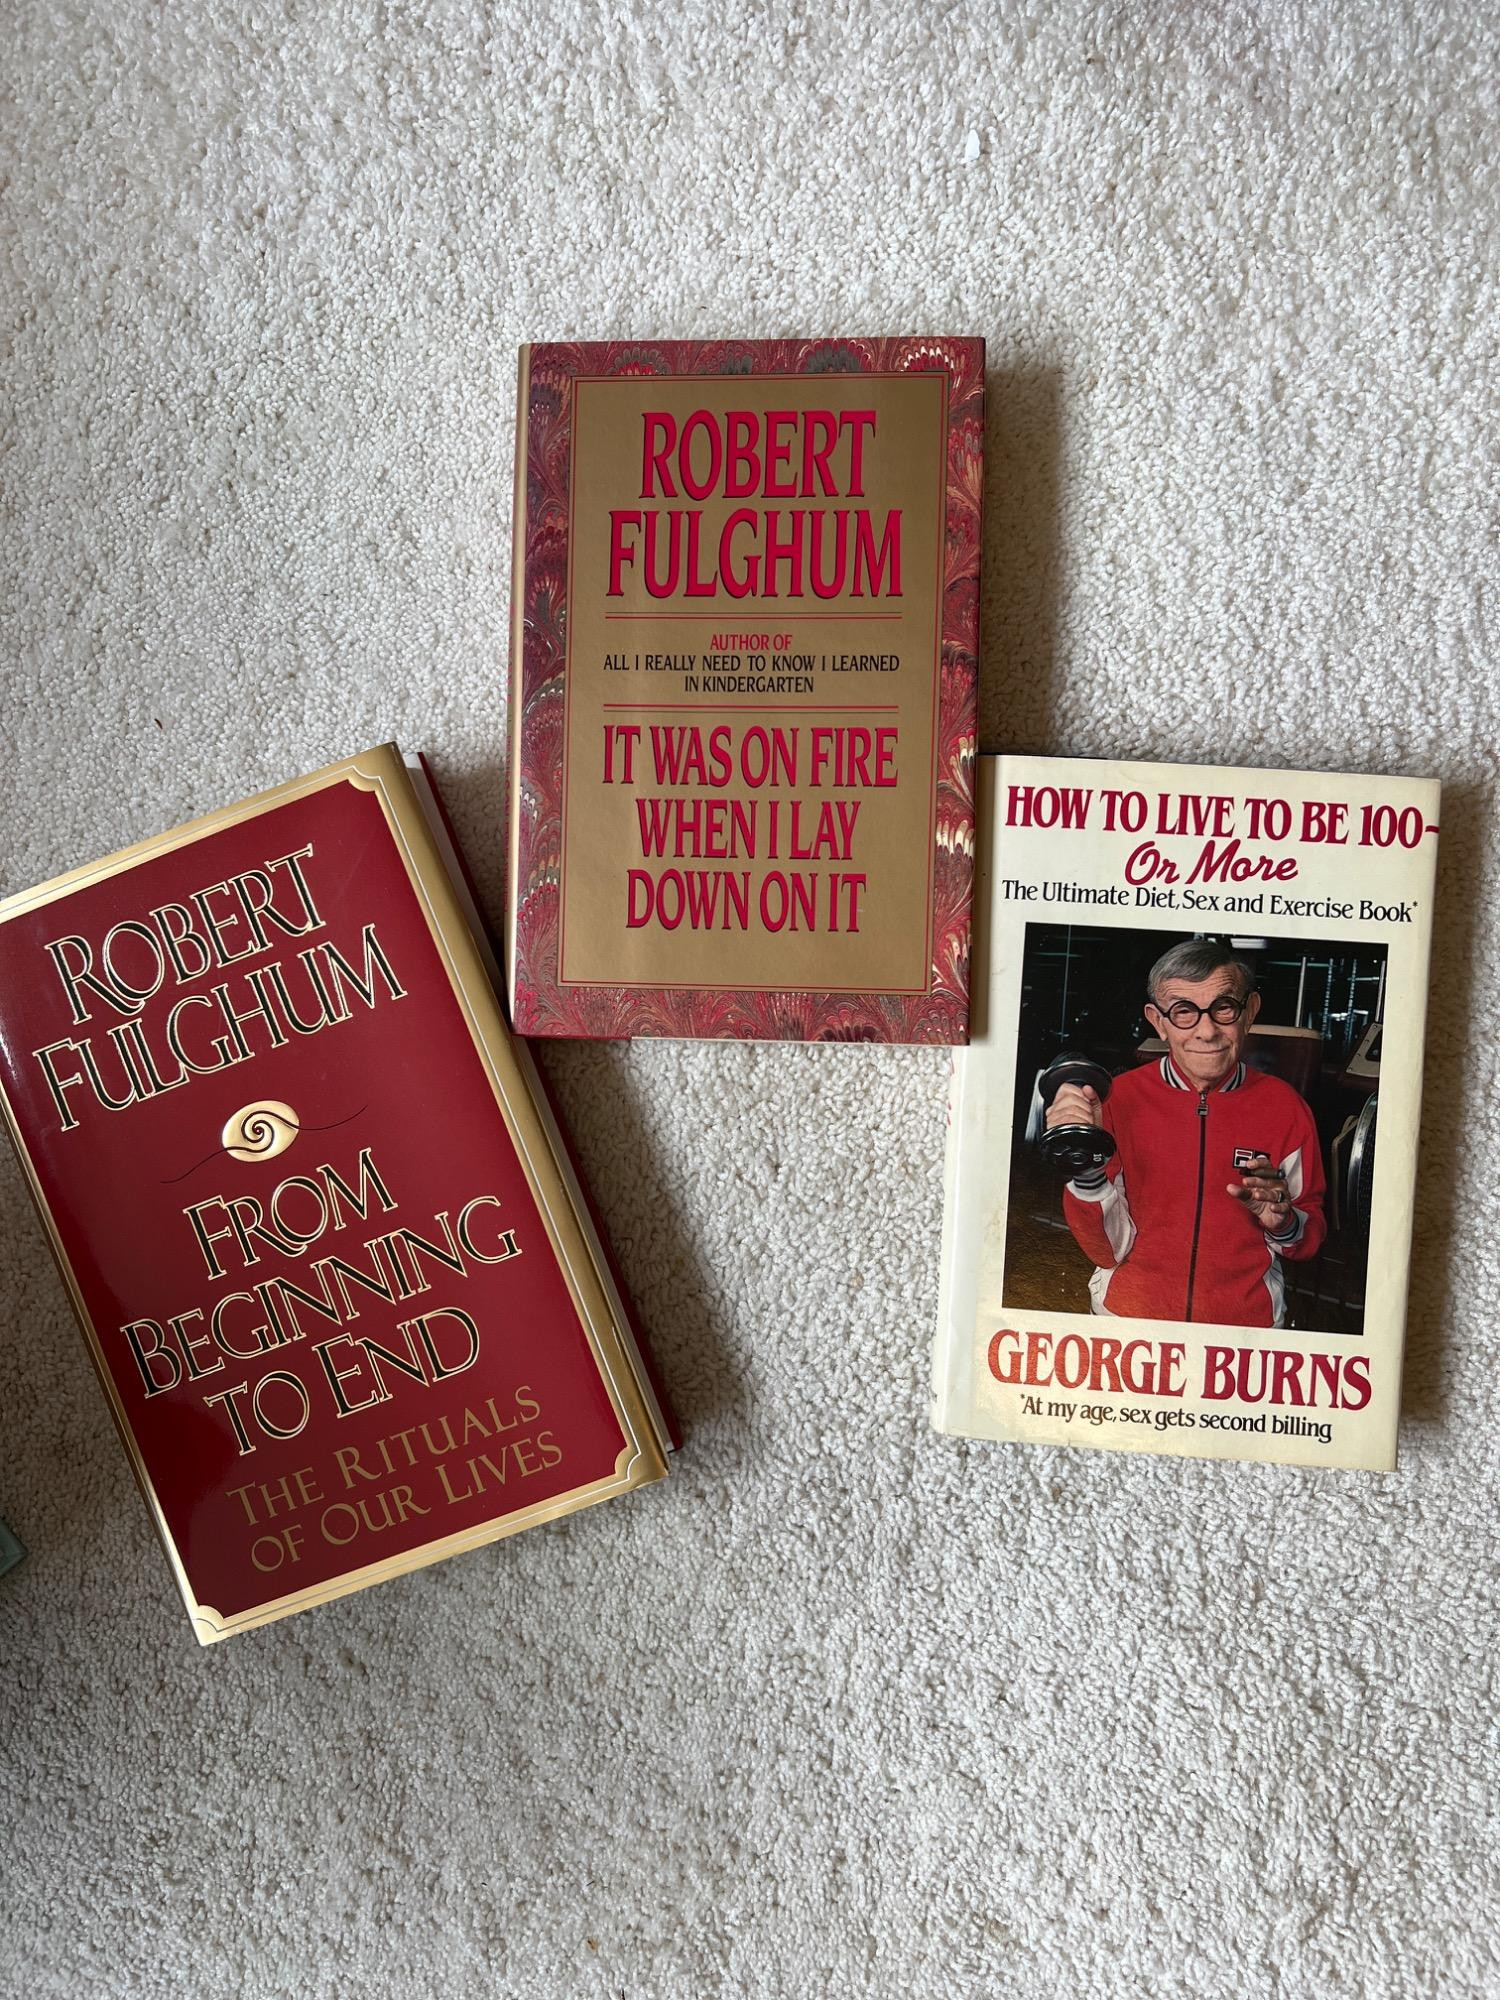 ROBERT
FULGHUM
AUTHOR OF
ALL I REALLY NEED TO KNOW I LEARNED
IN KINDERGARTEN
IT WAS ON FIRE
WHEN I LAY
DOWN ON IT
ROBERT
FULGHUM
FROM
BEGINNING
TO END
THE RITUALS
OF OUR LIVES
HOW TO LIVE TO BE 100-
Or More
The Ultimate Diet, Sex and Exercise Book*
10
GEORGE BURNS
*At my age, sex gets second billing